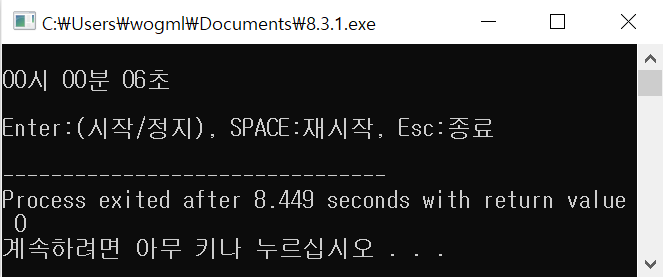 C:\Users\wogml\Documents\8.3.1.exe
00시 00분 06초
Enter:(시작/정지), SPACE:재시작, Esc:종료
--------------------------------
Process exited after 8.449 seconds with return value
0
계속하려면 아무 키나 누르십시오 . . .